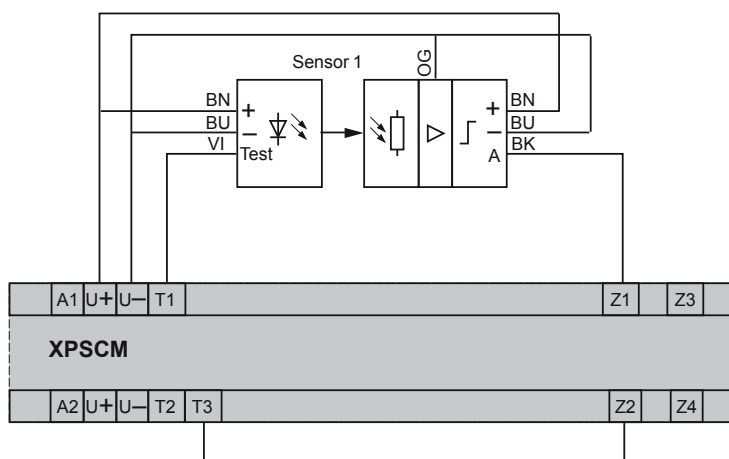 Sensor 1
OG
BN
+
BN
+
BU
−
BU
−
VI
Test
A
BK
A1 U+ U− T1 Z1 Z3
XPSCM
A2 U+ U− T2 T3 Z2 Z4